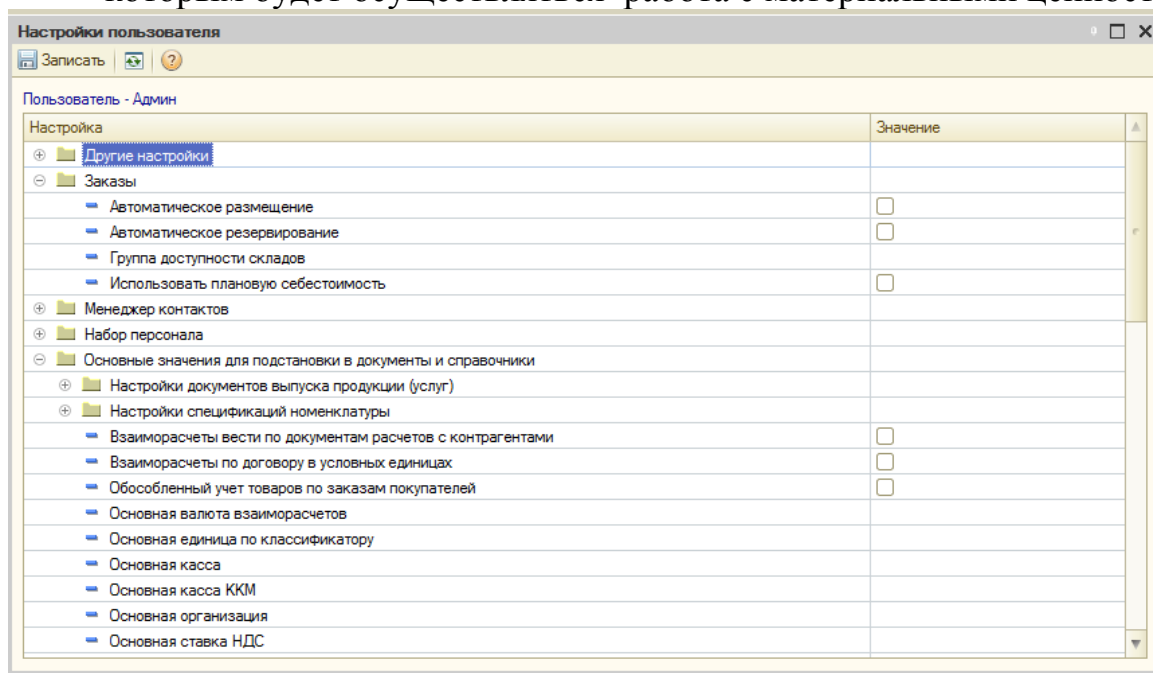 которым будет осуществляться работа с материальными ценност
Настройки пользователя
Записать
Пользователь - Админ
Настройка Значение
Другие настройки
Заказы
Автоматическое размещение
Автоматическое резервирование
Группа доступности складов
Использовать плановую себестоимость
Менеджер контактов
Набор персонала
Основные значения для подстановки в документы и справочники
Настройки документов выпуска продукции (услуг)
Настройки спецификаций номенклатуры
Взаиморасчеты вести по документам расчетов с контрагентами
Взаиморасчеты по договору в условных единицах
Обособленный учет товаров по заказам покупателей
Основная валюта взаиморасчетов
Основная единица по классификатору
Основная касса
Основная касса ККМ
Основная организация
Основная ставка НДС